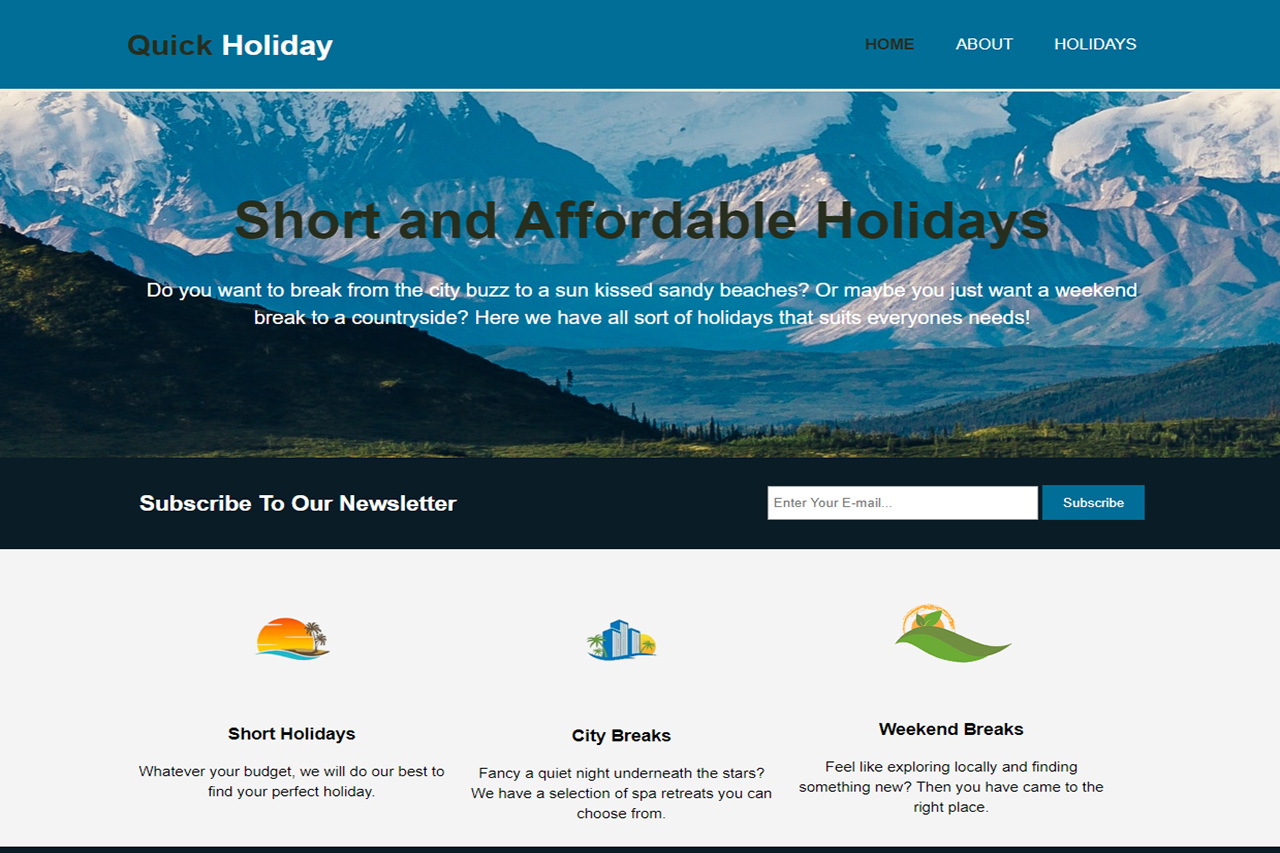 Quick Holiday
HOME ABOUT HOLIDAYS
Short and Affordable Holidays
Do you want to break from the city buzz to a sun kissed sandy beaches? Or maybe you just want a weekend
break to a countryside? Here we have all sort of holidays that suits everyones needs!
Subscribe To Our Newsletter
Enter Your E-mail...
Subscribe
Short Holidays
Whatever your budget, we will do our best to
find your perfect holiday.
City Breaks
Fancy a quiet night underneath the stars?
We have a selection of spa retreats you can
choose from.
Weekend Breaks
Feel like exploring locally and finding
something new? Then you have came to the
right place.